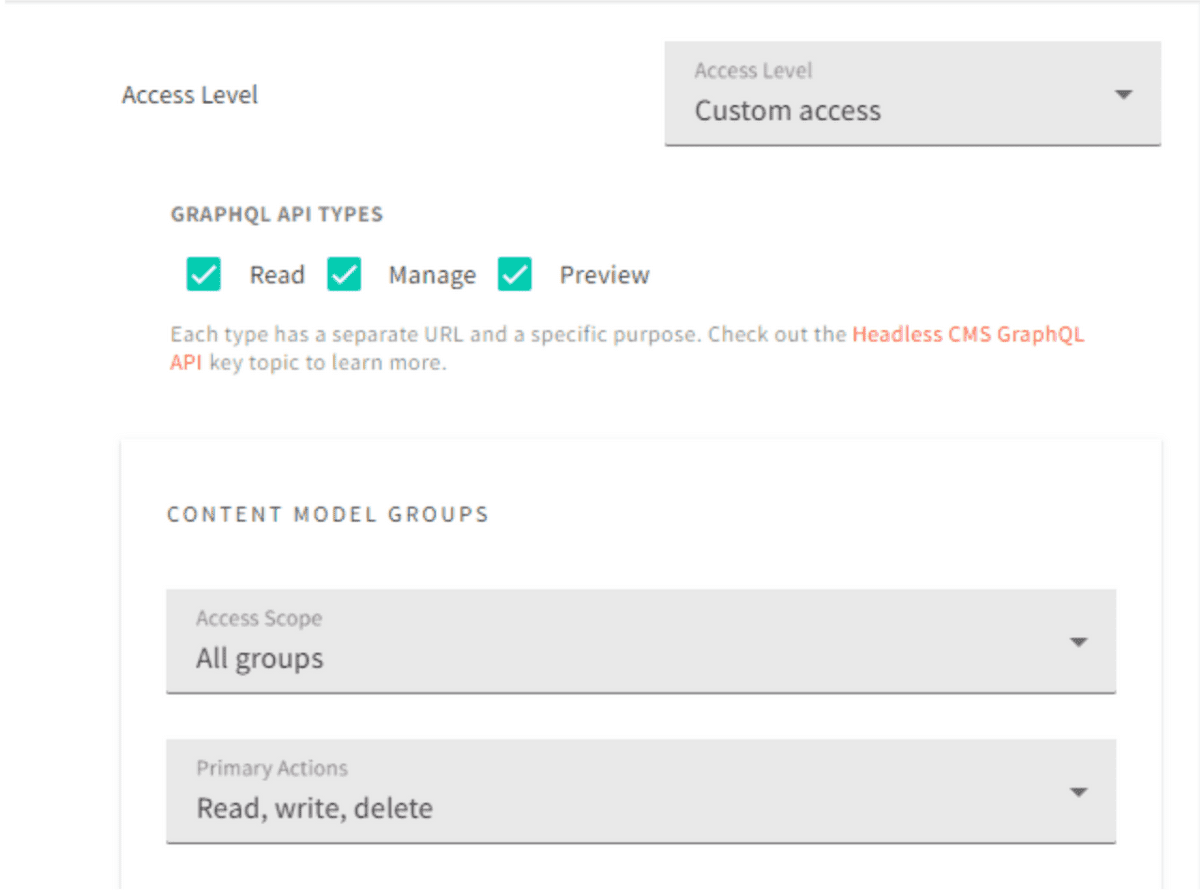 Access Level
Access Level
Custom access
GRAPHQL API TYPES
Read Manage Preview
Each type has a separate URL and a specific purpose. Check out the Headless CMS GraphQL
API key topic to learn more.
CONTENT MODEL GROUPS
Access Scope
All groups
Primary Actions
Read, write, delete